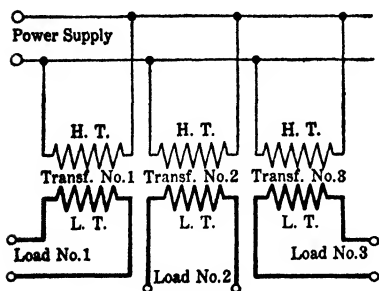 Power Supply
H. T. H. T. H. T.
Transf. No.1 Transf. No.2 Transf. No.3
L. T. L. T. L. T.
Load No.1 Load No.2 Load No.3